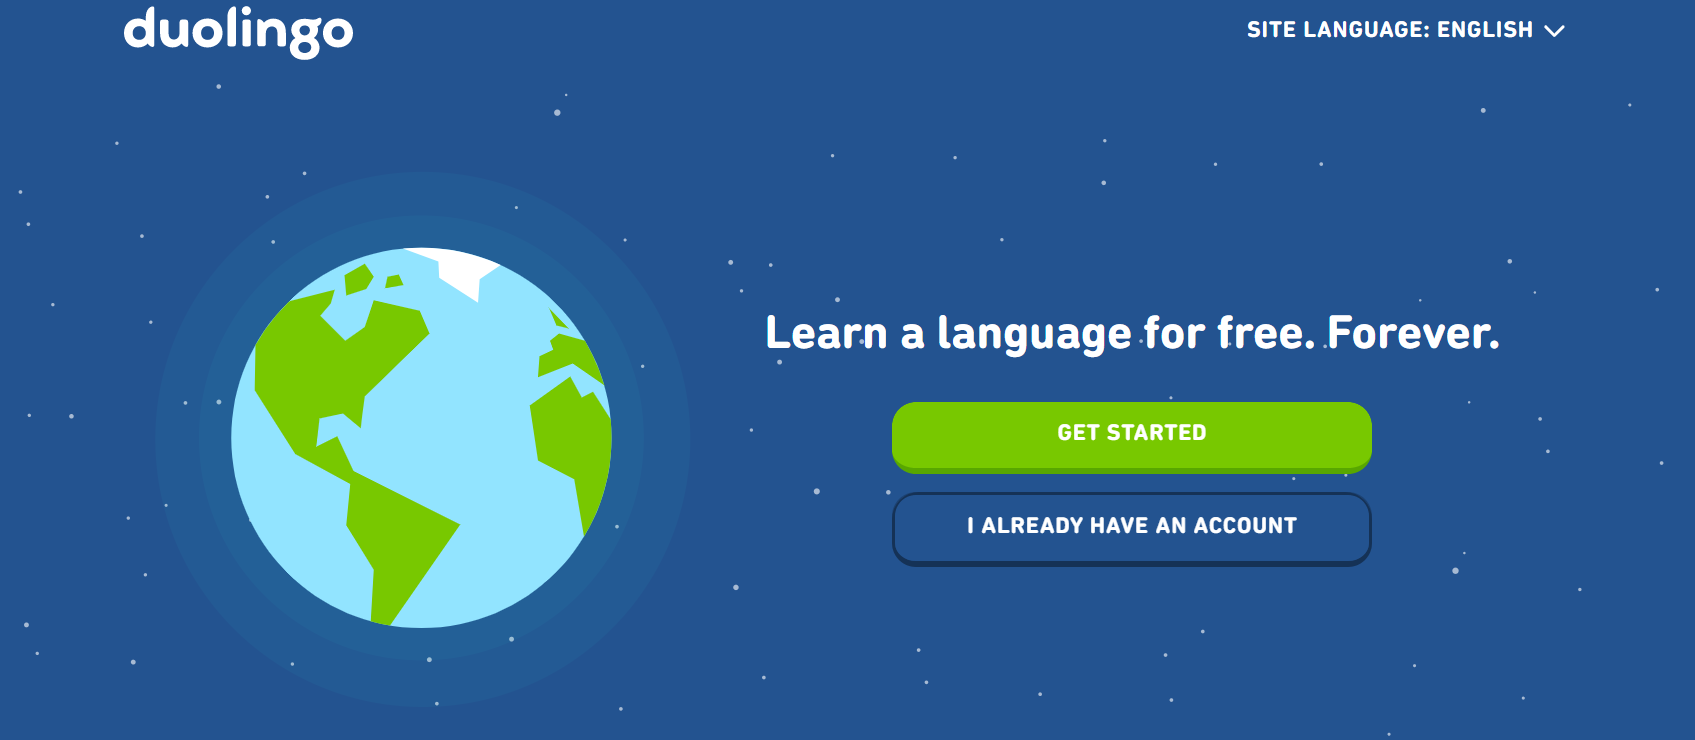 duolingo
SITE LANGUAGE: ENGLISH
Learn a language for free. Forever.
GET STARTED
I ALREADY HAVE AN ACCOUNT